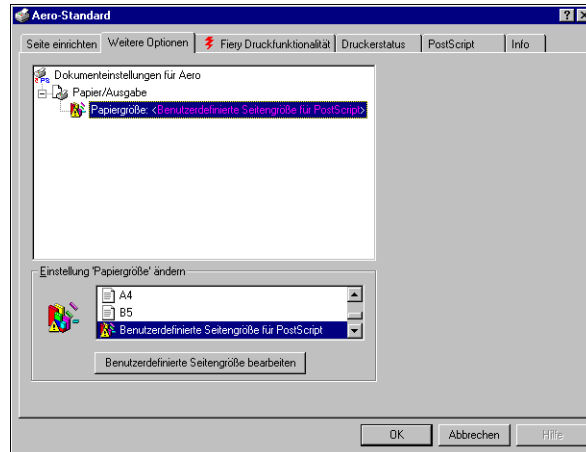 Aero-Standard
Seite einrichten Weitere Optionen Fiery Druckfunktionalität Druckerstatus PostScript Info
Dokumenteinstellungen für Aero
Papier/Ausgabe
Papiergröße: <Benutzerdefinierte Seitengröße für PostScript>
Einstellung 'Papiergröße' ändern
A4
B5
Benutzerdefinierte Seitengröße für PostScript
Benutzerdefinierte Seitengröße bearbeiten
OK Abbrechen Hilfe